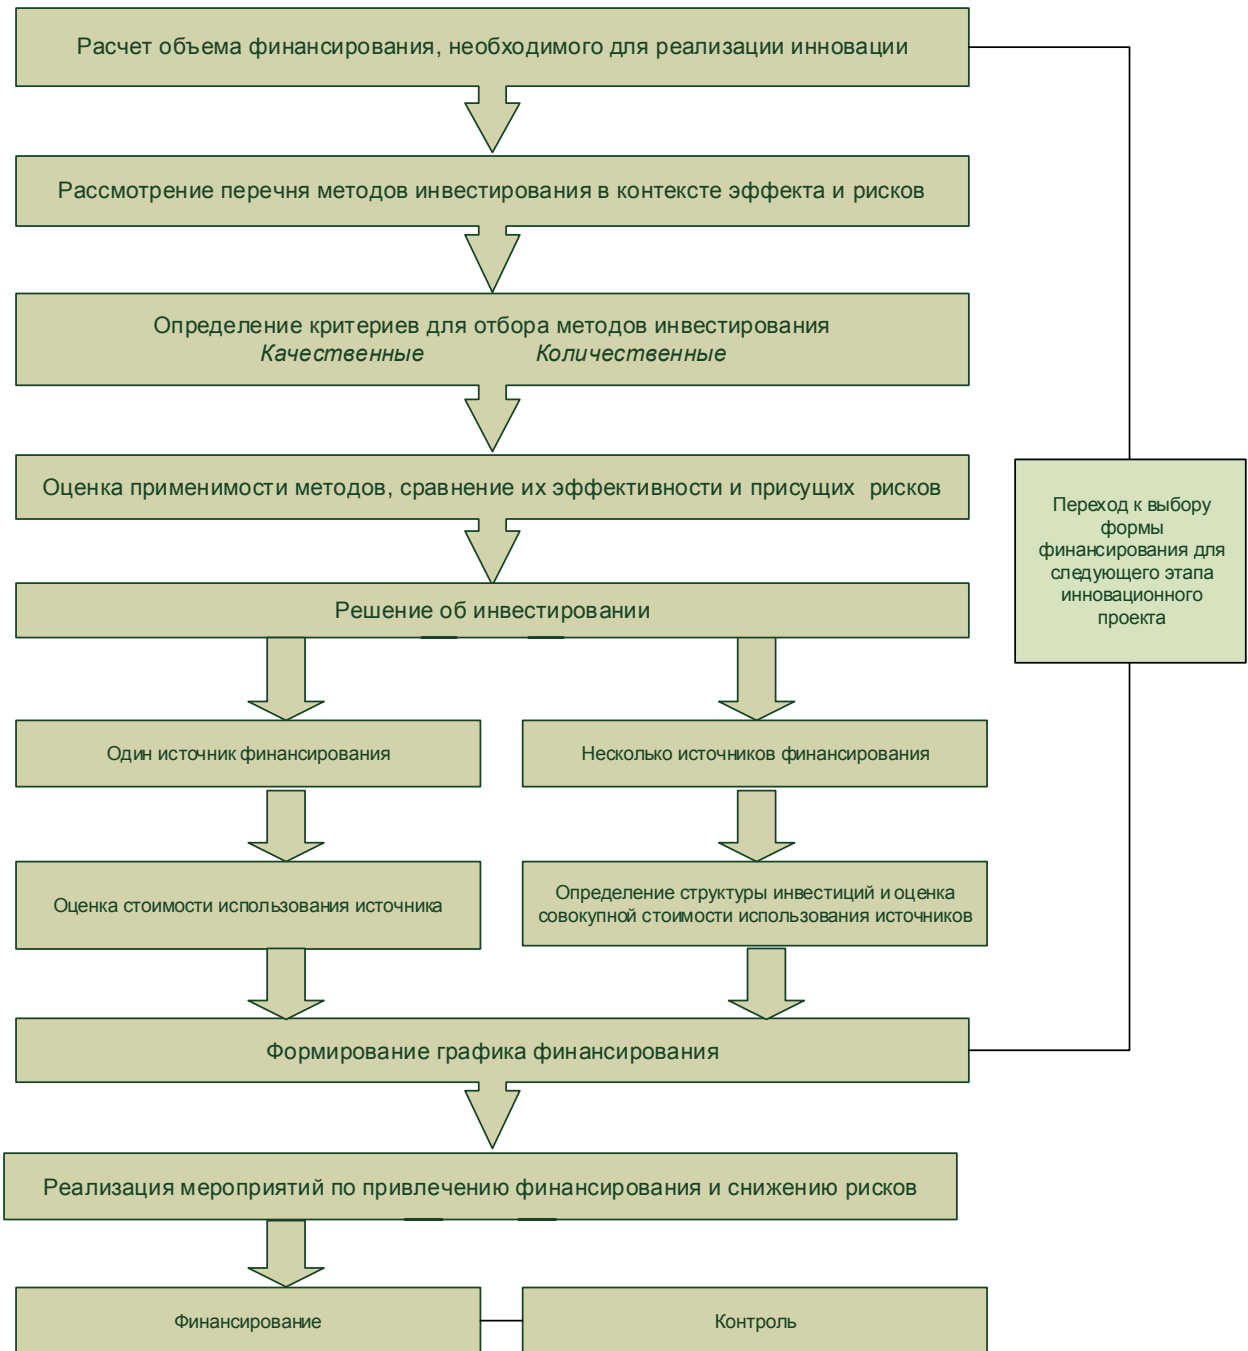 Расчет объема финансирования, необходимого для реализации инновации
Рассмотрение перечня методов инвестирования в контексте эффекта и рисков
Определение критериев для отбора методов инвестирования
Качественные Количественные
Оценка применимости методов, сравнение их эффективности и присущих рисков
Переход к выбору
формы
финансирования для
следующего этапа
инновационного
проекта
Решение об инвестировании
Один источник финансирования
Несколько источников финансирования
Оценка стоимости использования источника
Определение структуры инвестиций и оценка
совокупной стоимости использования источников
Формирование графика финансирования
Реализация мероприятий по привлечению финансирования и снижению рисков
Финансирование
Контроль